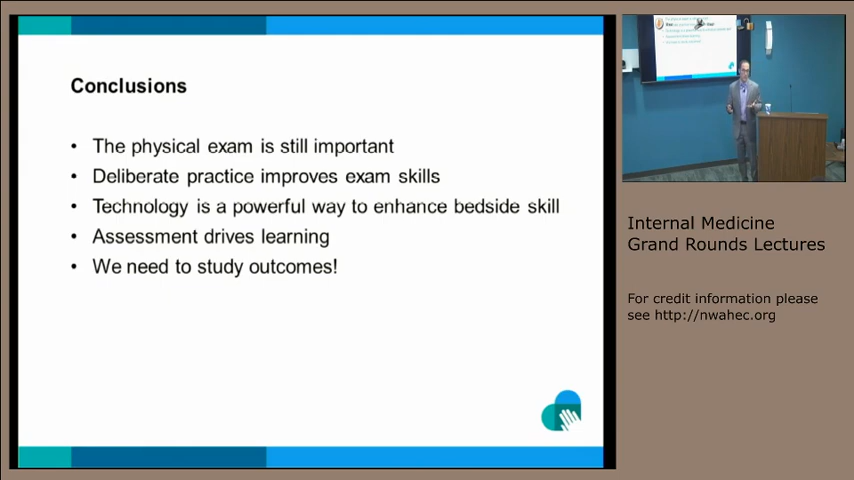 Conclusions
• The physical exam is still important
• Deliberate practice improves exam skills
• Technology is a powerful way to enhance bedside skill
• Assessment drives learning
• We need to study outcomes!
Internal Medicine
Grand Rounds Lectures
For credit information please
see http://nwahec.org